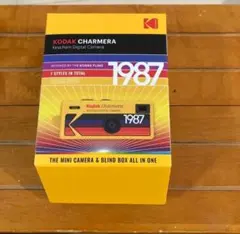 KODAK CHARMERA
Keychain Digital Camera
INSPIRED BY THE KODAK FLING
7 STYLES IN TOTAL
Kodak
1987
Kodak Charmera
1987
THE MINI CAMERA & BLIND BOX ALL IN ONE